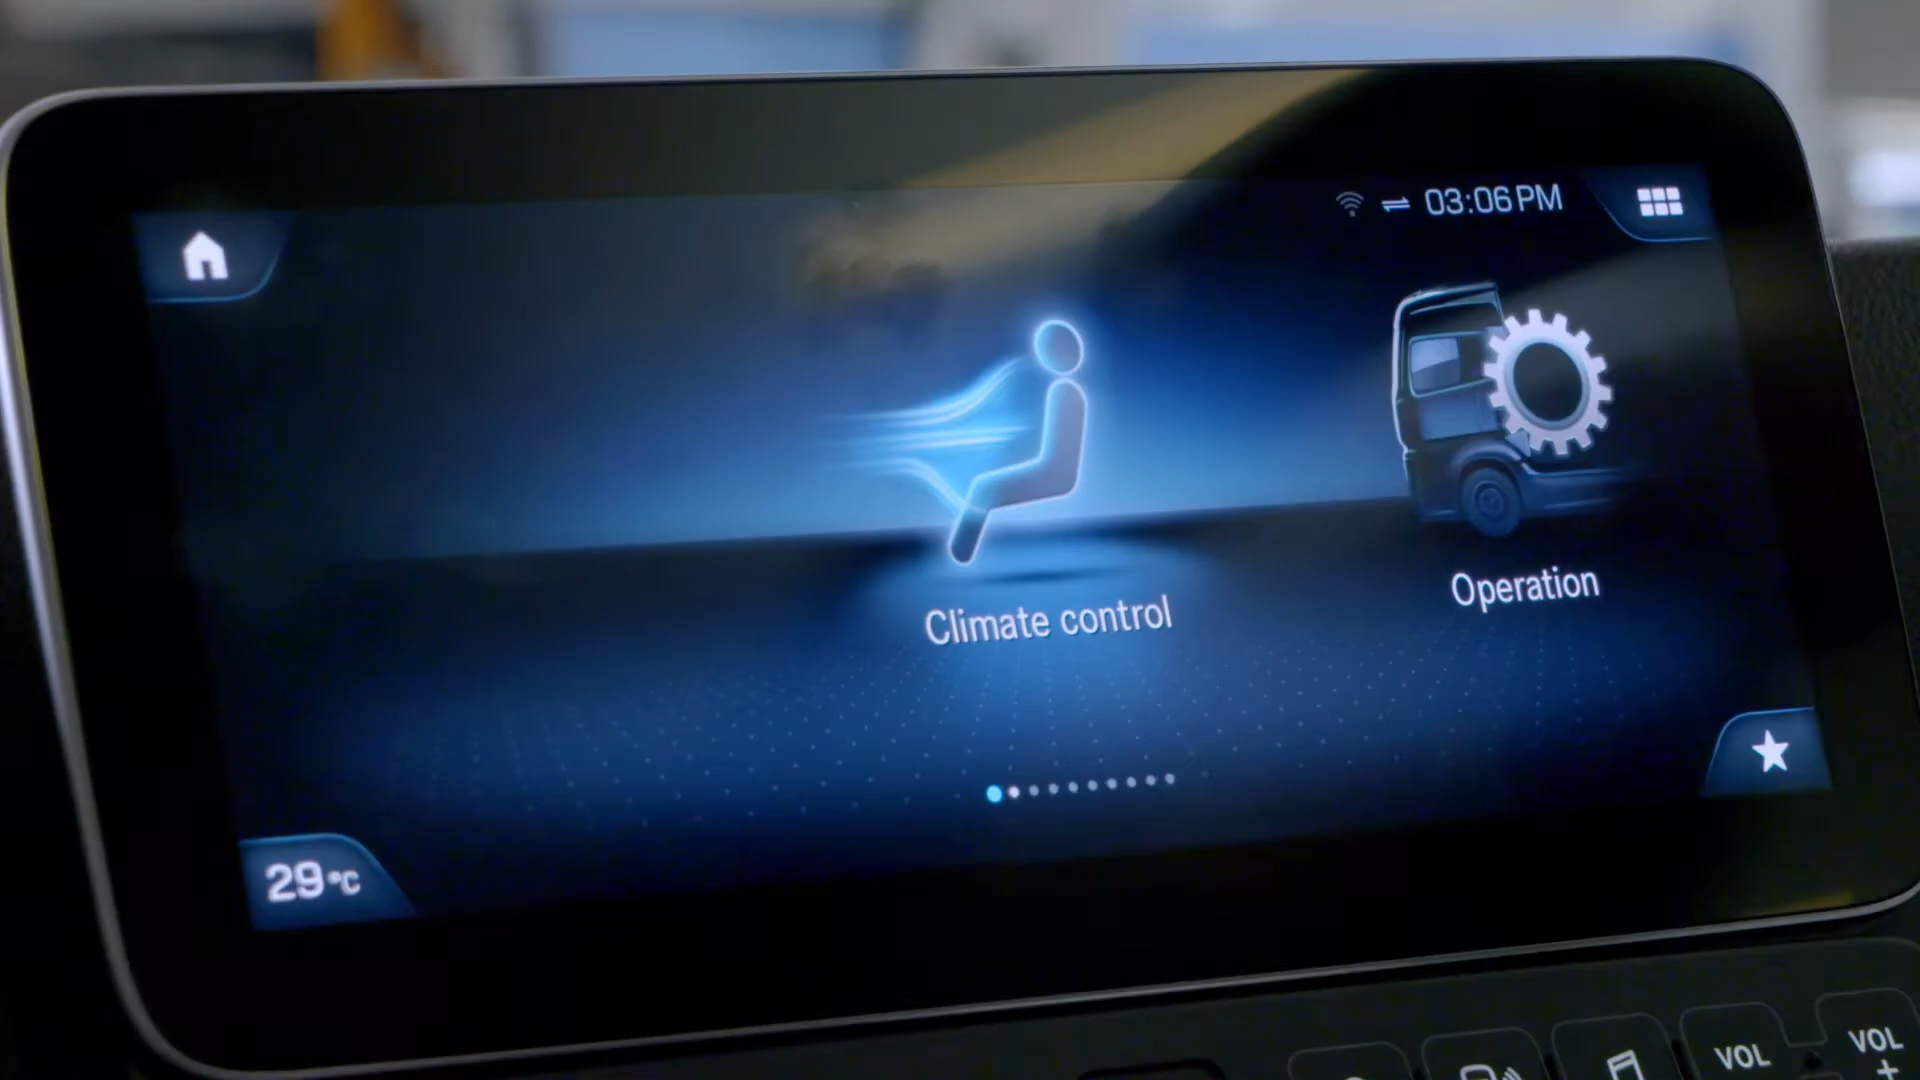 03:06 PM
Climate control
Operation
29°C
VOL
VOL
+